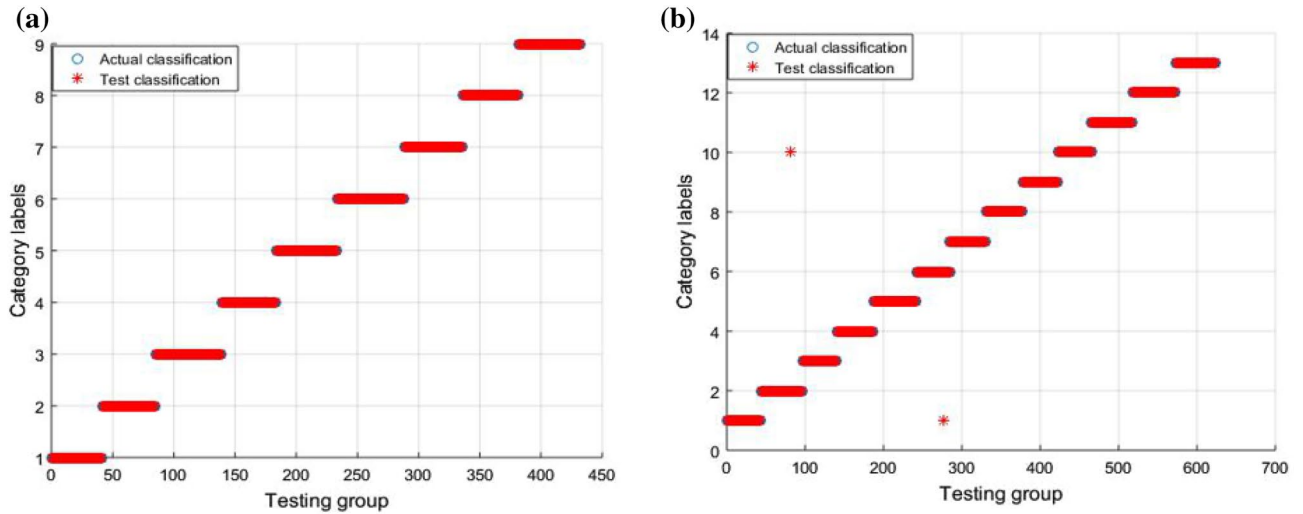 (a)
Actual classification
Test classification
Category labels
9
8
7
6
5
4
3
2
1
0 50 100 150 200 250 300 350 400 450
Testing group
(b)
Actual classification
Test classification
Category labels
14
12
10
8
6
4
2
0
0 100 200 300 400 500 600 700
Testing group